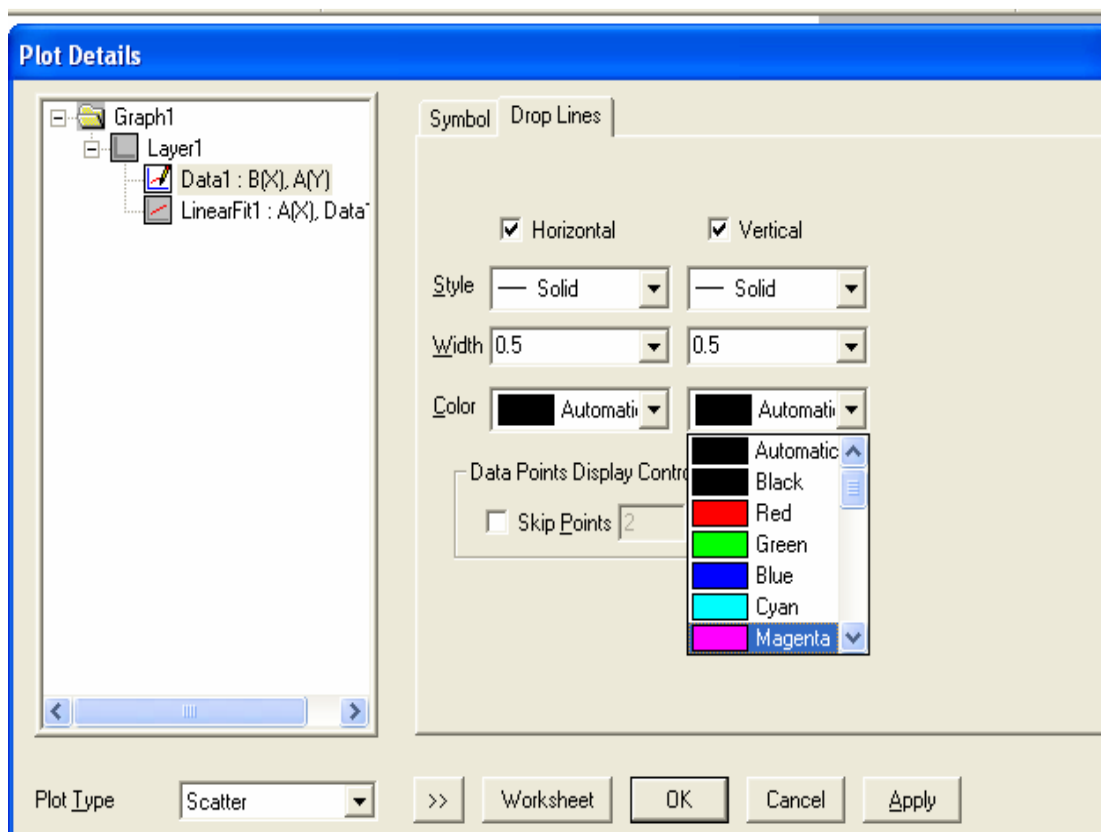 Plot Details
Graph1
Layer1
Data1 : B(X), A(Y)
LinearFit1 : A(X), Data1
Symbol
Drop Lines
Horizontal
Vertical
Style
Solid
Solid
Width
0.5
0.5
Color
Automati
Automati
Automatic
Black
Red
Green
Blue
Cyan
Magenta
Data Points Display Contro
Skip Points
2
Plot Type
Scatter
>>
Worksheet
OK
Cancel
Apply